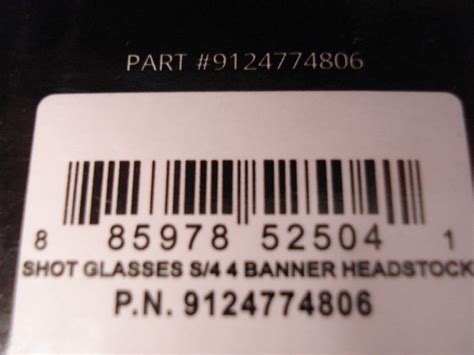 PART #9124774806
8 85978 52504 1
SHOT GLASSES S/4 4 BANNER HEADSTOCK
P.N. 9124774806